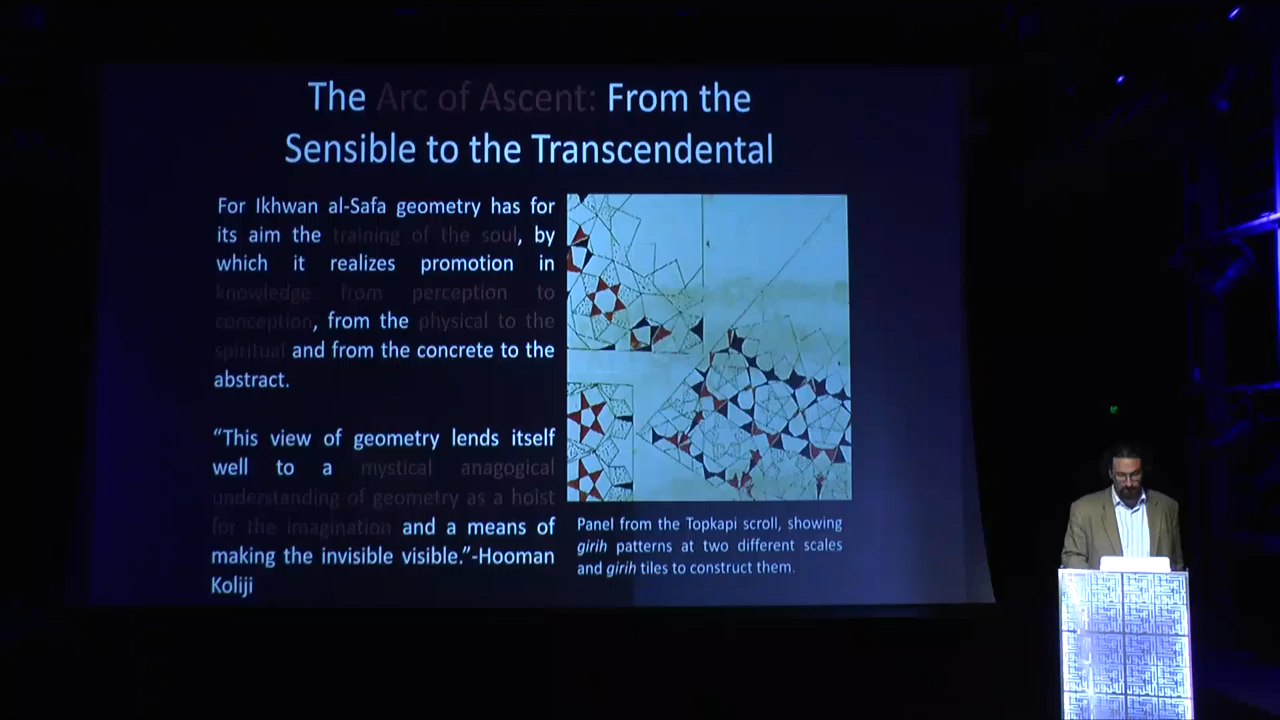 The Arc of Ascent: From the
Sensible to the Transcendental
For Ikhwan al-Safa geometry has for
its aim the training of the soul, by
which it realizes promotion in
knowledge from perception to
conception, from the physical to the
spiritual and from the concrete to the
abstract.
“This view of geometry lends itself
well to a mystical anagogical
understanding of geometry as a hoist
for the imagination and a means of
making the invisible visible.”-Hooman
Koliji
Panel from the Topkapi scroll, showing
girih patterns at two different scales
and girih tiles to construct them.